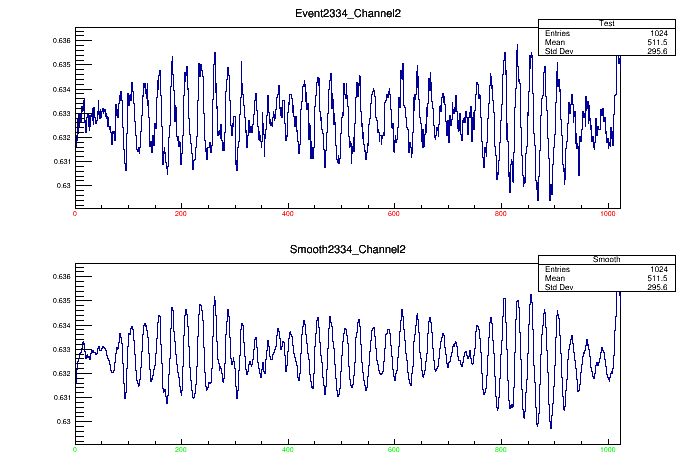 Event2334_Channel2
Test
Entries 1024
Mean 511.5
Std Dev 295.6
0.636
0.635
0.634
0.633
0.632
0.631
0.63
0 200 400 600 800 1000
Smooth2334_Channel2
Smooth
Entries 1024
Mean 511.5
Std Dev 295.6
0.636
0.635
0.634
0.633
0.632
0.631
0.63
0 200 400 600 800 1000